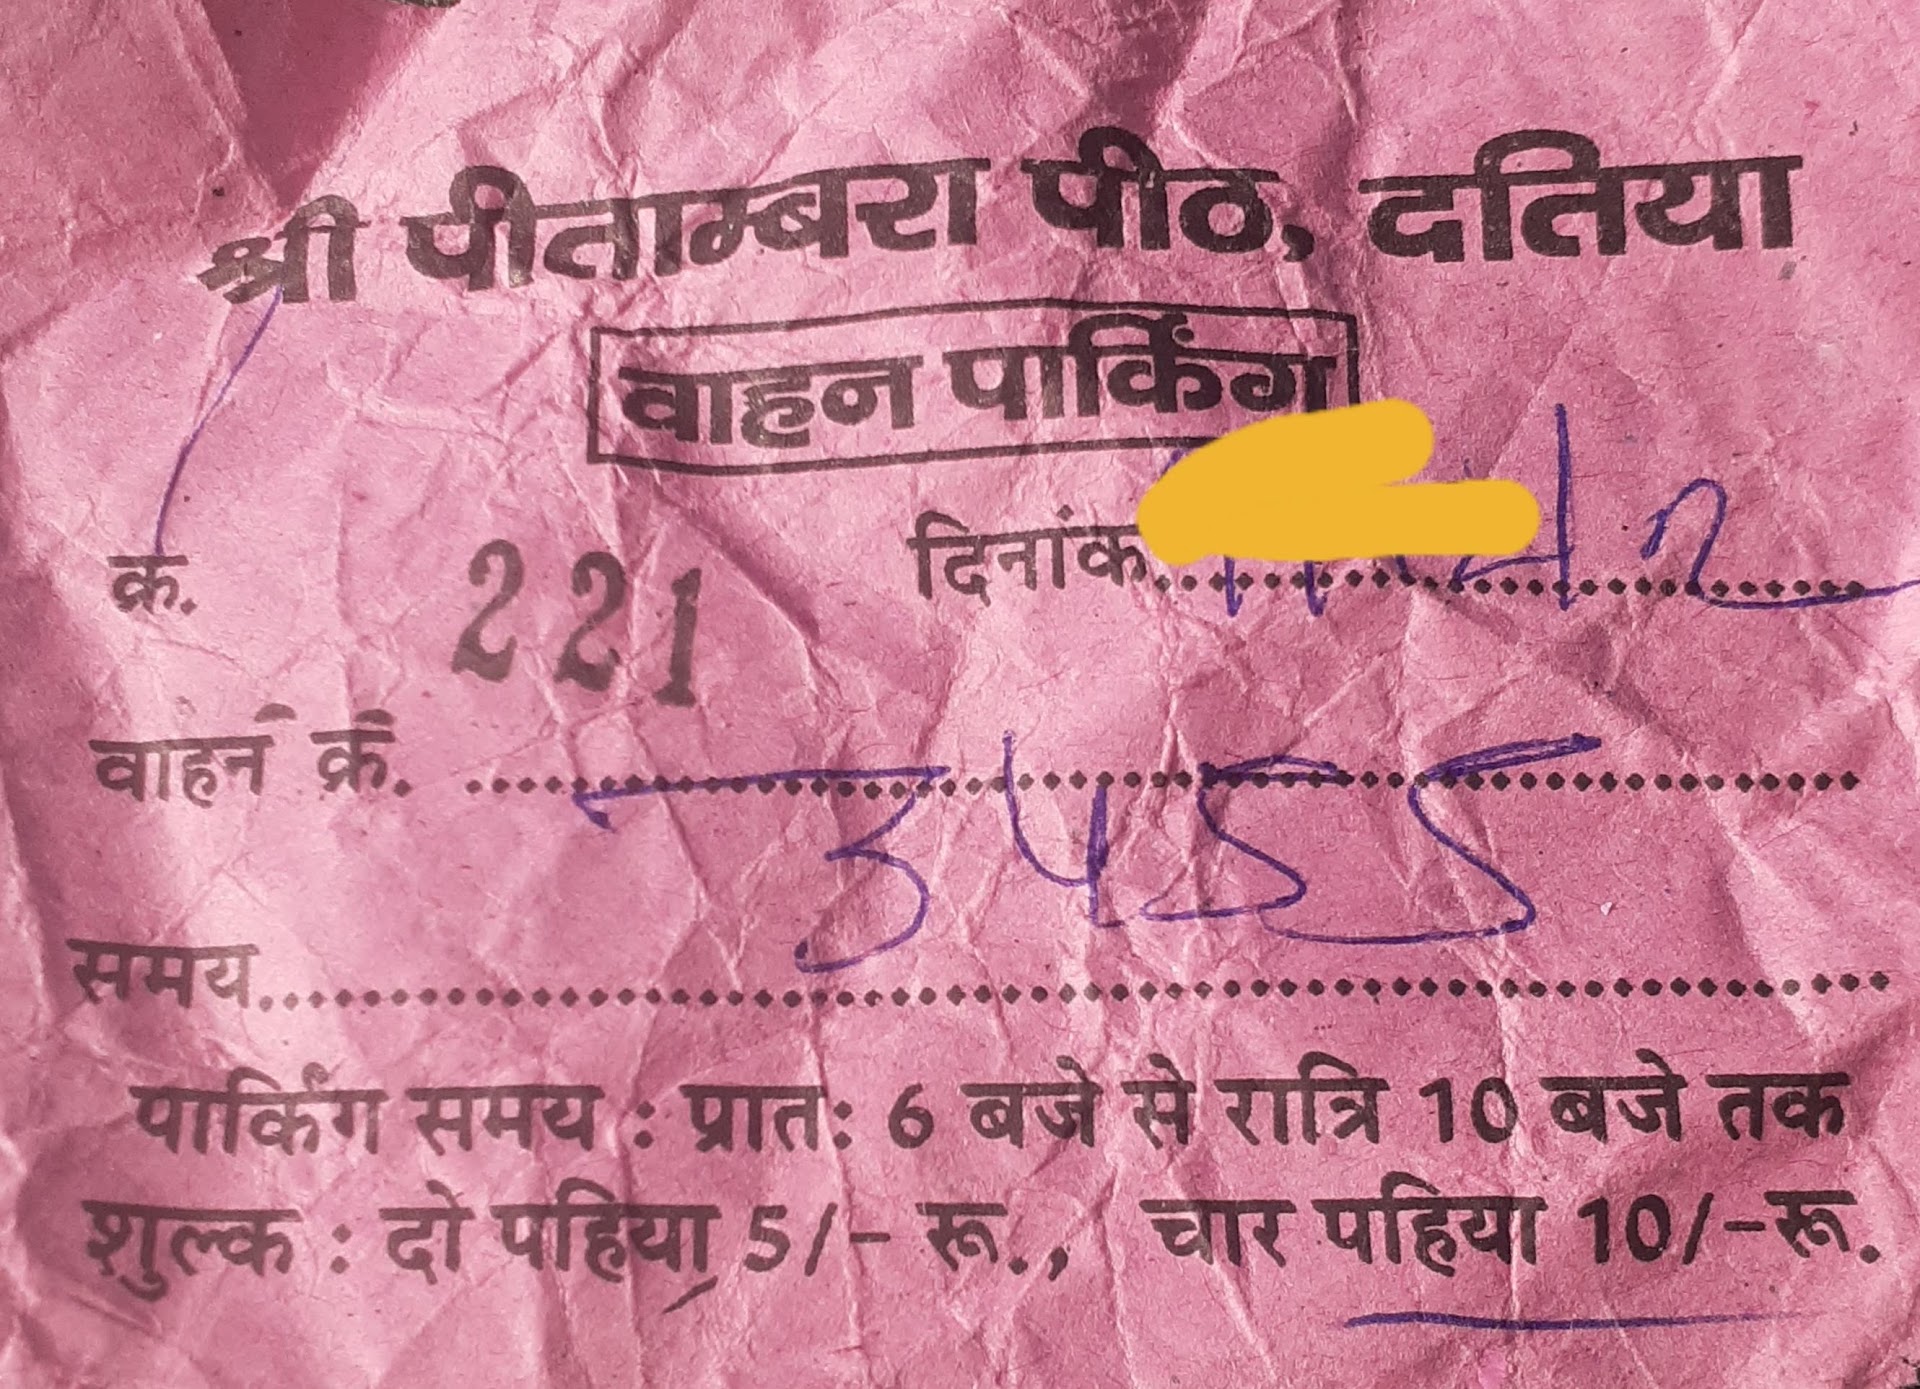 श्री पीताम्बरा पीठ, दतिया
वाहन पार्किंग
क्र. 221 दिनांक
वाहन क्र. 3455
समय
पार्किंग समय : प्रातः 6 बजे से रात्रि 10 बजे तक
शुल्क : दो पहिया 5/- रू., चार पहिया 10/-रू.